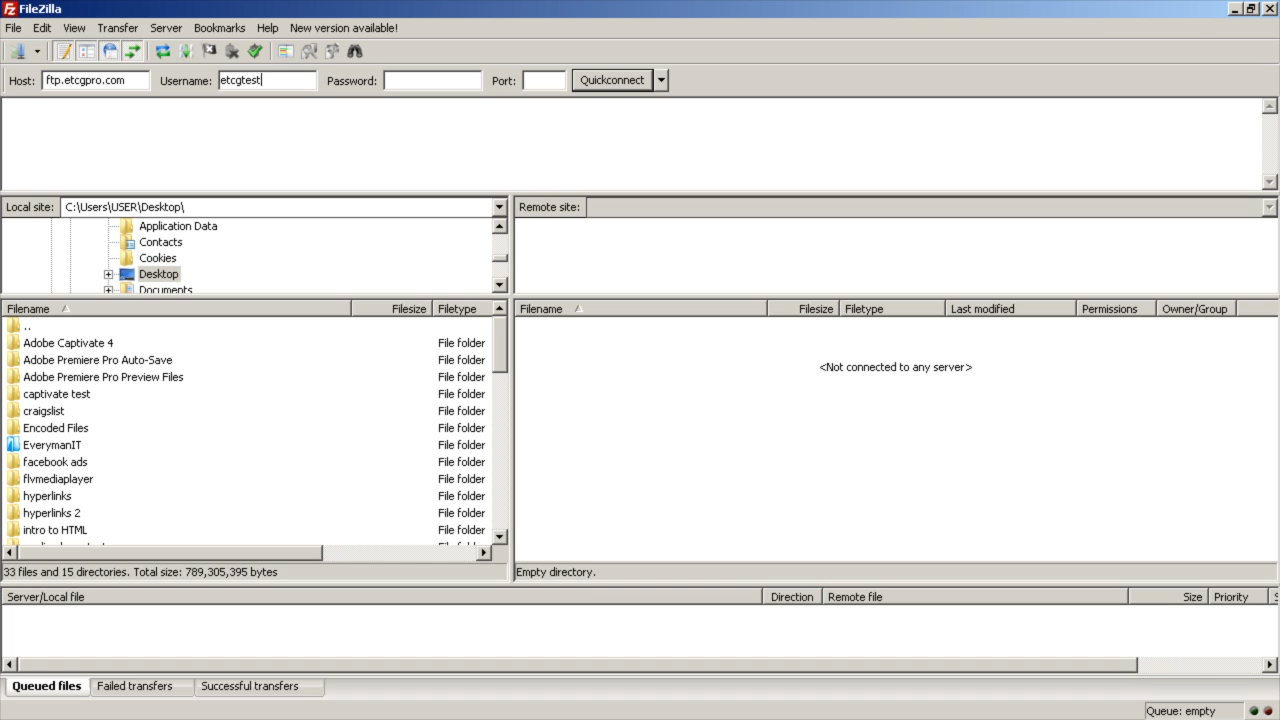 FileZilla
File Edit View Transfer Server Bookmarks Help New version available!
Host: ftp.etcgpro.com Username: etcgtest Password: Port: Quickconnect
Local site: C:\Users\USER\Desktop\
Remote site:
Application Data
Contacts
Cookies
Desktop
Documents
Filename Filesize Filetype
Filename Filesize Filetype Last modified Permissions Owner/Group
..
Adobe Captivate 4 File folder
Adobe Premiere Pro Auto-Save File folder
Adobe Premiere Pro Preview Files File folder
captivate test File folder
craigslist File folder
Encoded Files File folder
EverymanIT File folder
facebook ads File folder
flvmediaplayer File folder
hyperlinks File folder
hyperlinks 2 File folder
intro to HTML File folder
<Not connected to any server>
33 files and 15 directories. Total size: 789,305,395 bytes
Empty directory.
Server/Local file Direction Remote file Size Priority S
Queued files Failed transfers Successful transfers
Queue: empty